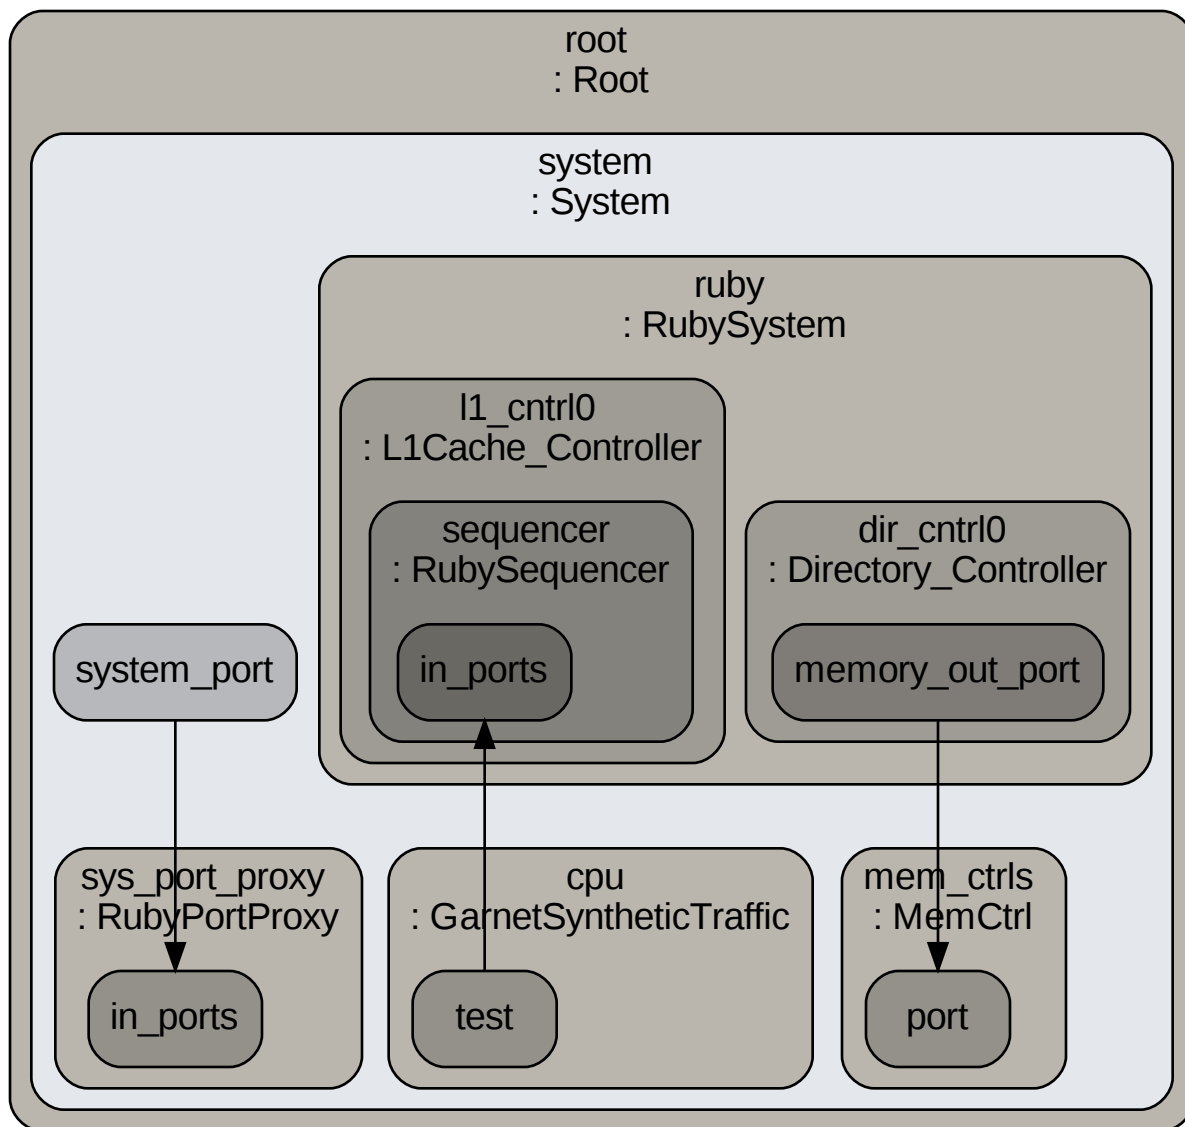 root
: Root
system
: System
ruby
: RubySystem
l1_cntrl0
: L1Cache_Controller
sequencer
: RubySequencer
dir_cntrl0
: Directory_Controller
system_port
in_ports
memory_out_port
sys_port_proxy
: RubyPortProxy
cpu
: GarnetSyntheticTraffic
mem_ctrls
: MemCtrl
in_ports
test
port